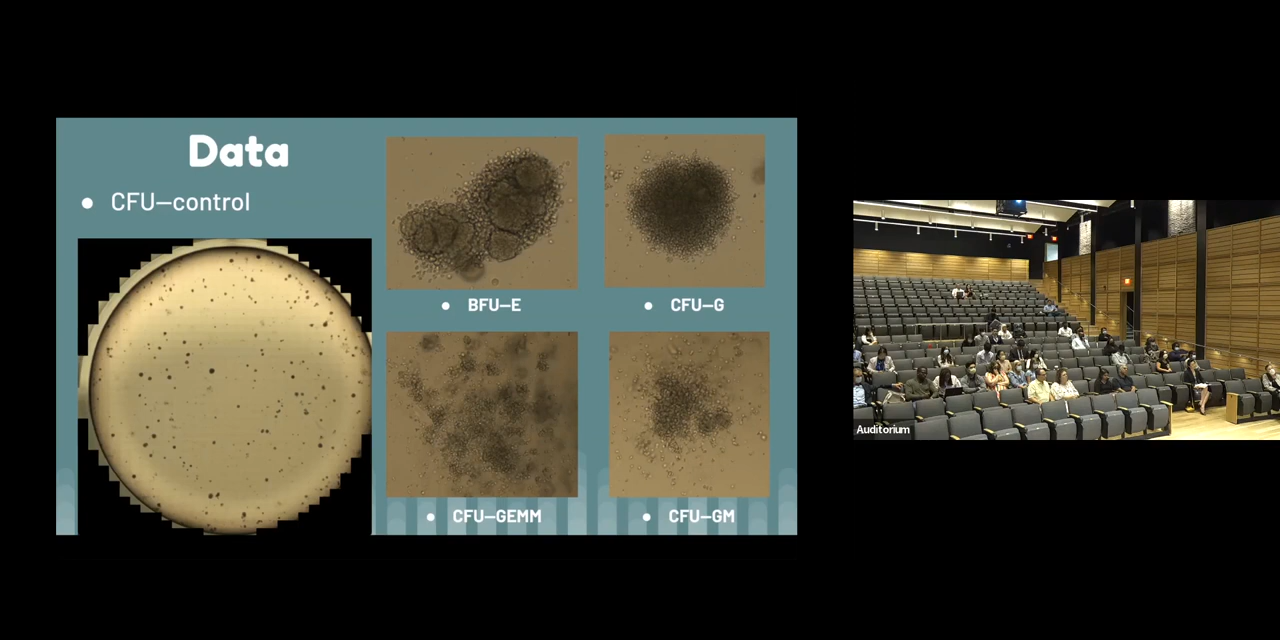 Data
● CFU–control
● BFU–E
● CFU–G
● CFU–GEMM
● CFU–GM
Auditorium